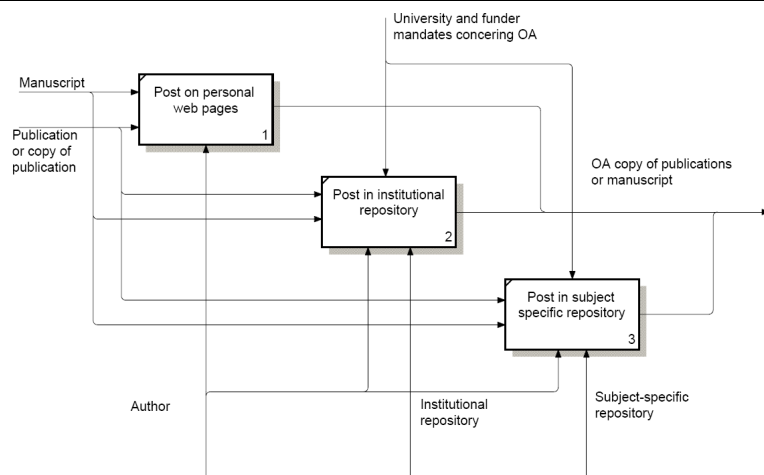 University and funder
mandates concering OA
Manuscript
Post on personal
web pages
1
Publication
or copy of
publication
OA copy of publications
or manuscript
Post in institutional
repository
2
Post in subject
specific repository
3
Author
Institutional
repository
Subject-specific
repository